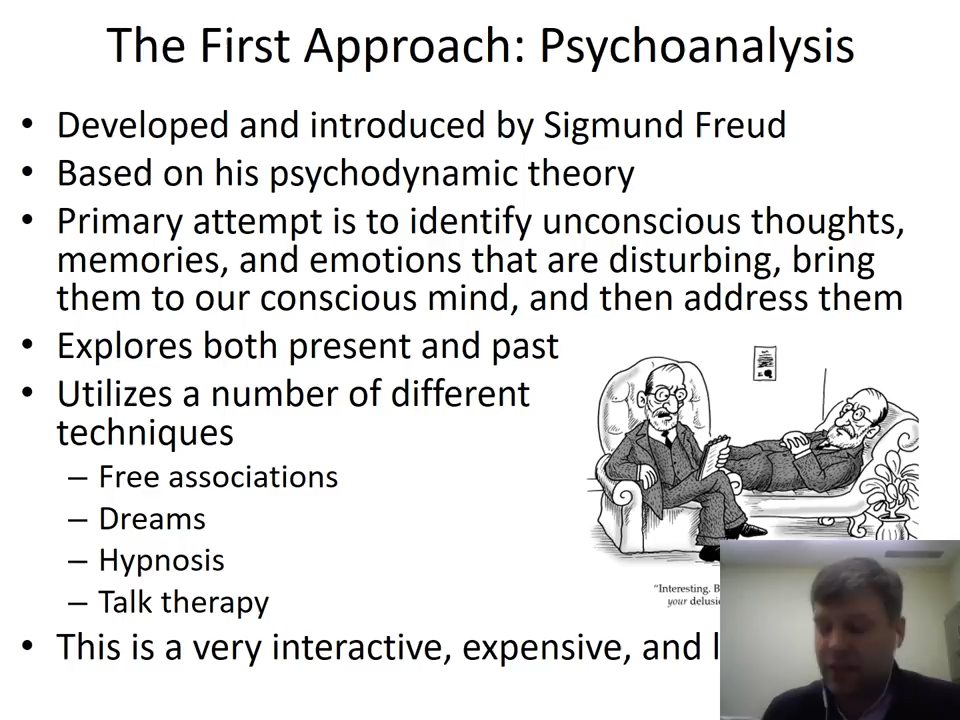 The First Approach: Psychoanalysis
• Developed and introduced by Sigmund Freud
• Based on his psychodynamic theory
• Primary attempt is to identify unconscious thoughts,
memories, and emotions that are disturbing, bring
them to our conscious mind, and then address them
• Explores both present and past
• Utilizes a number of different
techniques
– Free associations
– Dreams
– Hypnosis
– Talk therapy
"Interesting.
your
• This is a very interactive, expensive, and